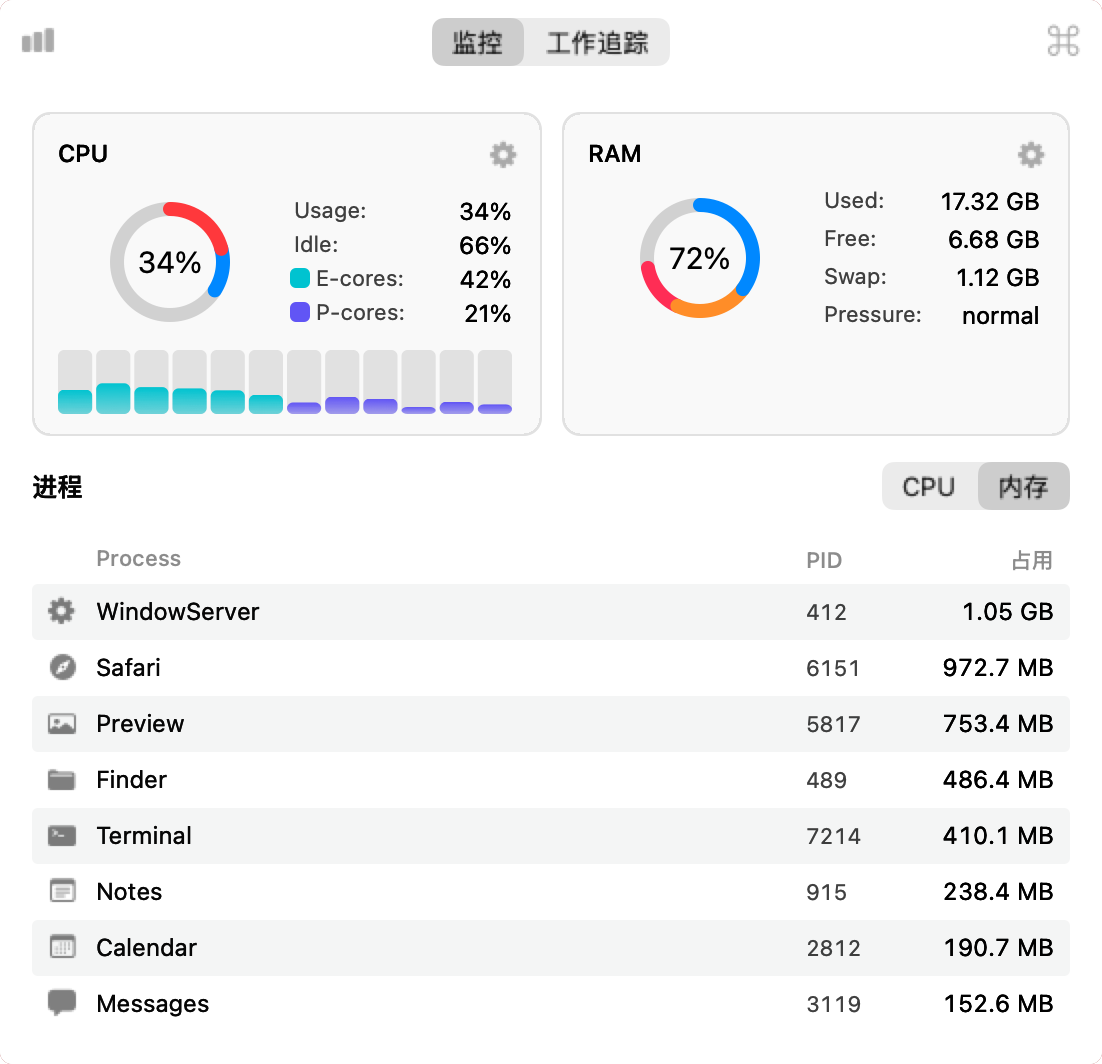 监控 工作追踪
CPU
34%
Usage: 34%
Idle: 66%
E-cores: 42%
P-cores: 21%
RAM
72%
Used: 17.32 GB
Free: 6.68 GB
Swap: 1.12 GB
Pressure: normal
进程 CPU 内存
Process PID 占用
WindowServer 412 1.05 GB
Safari 6151 972.7 MB
Preview 5817 753.4 MB
Finder 489 486.4 MB
Terminal 7214 410.1 MB
Notes 915 238.4 MB
Calendar 2812 190.7 MB
Messages 3119 152.6 MB